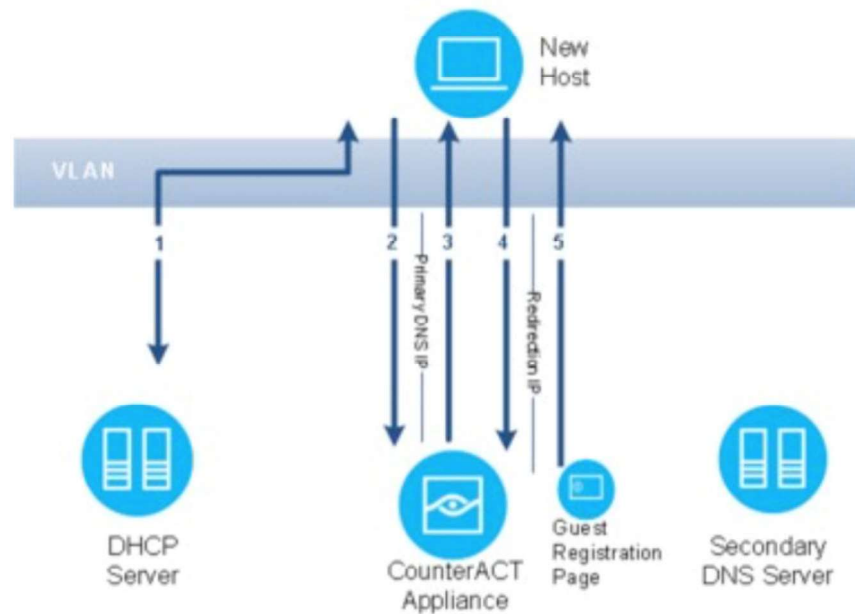 New
Host
VLAN
1
2
3
4
5
Primary DNS IP
Redirection IP
DHCP
Server
CounterACT
Appliance
Guest
Registration
Page
Secondary
DNS Server